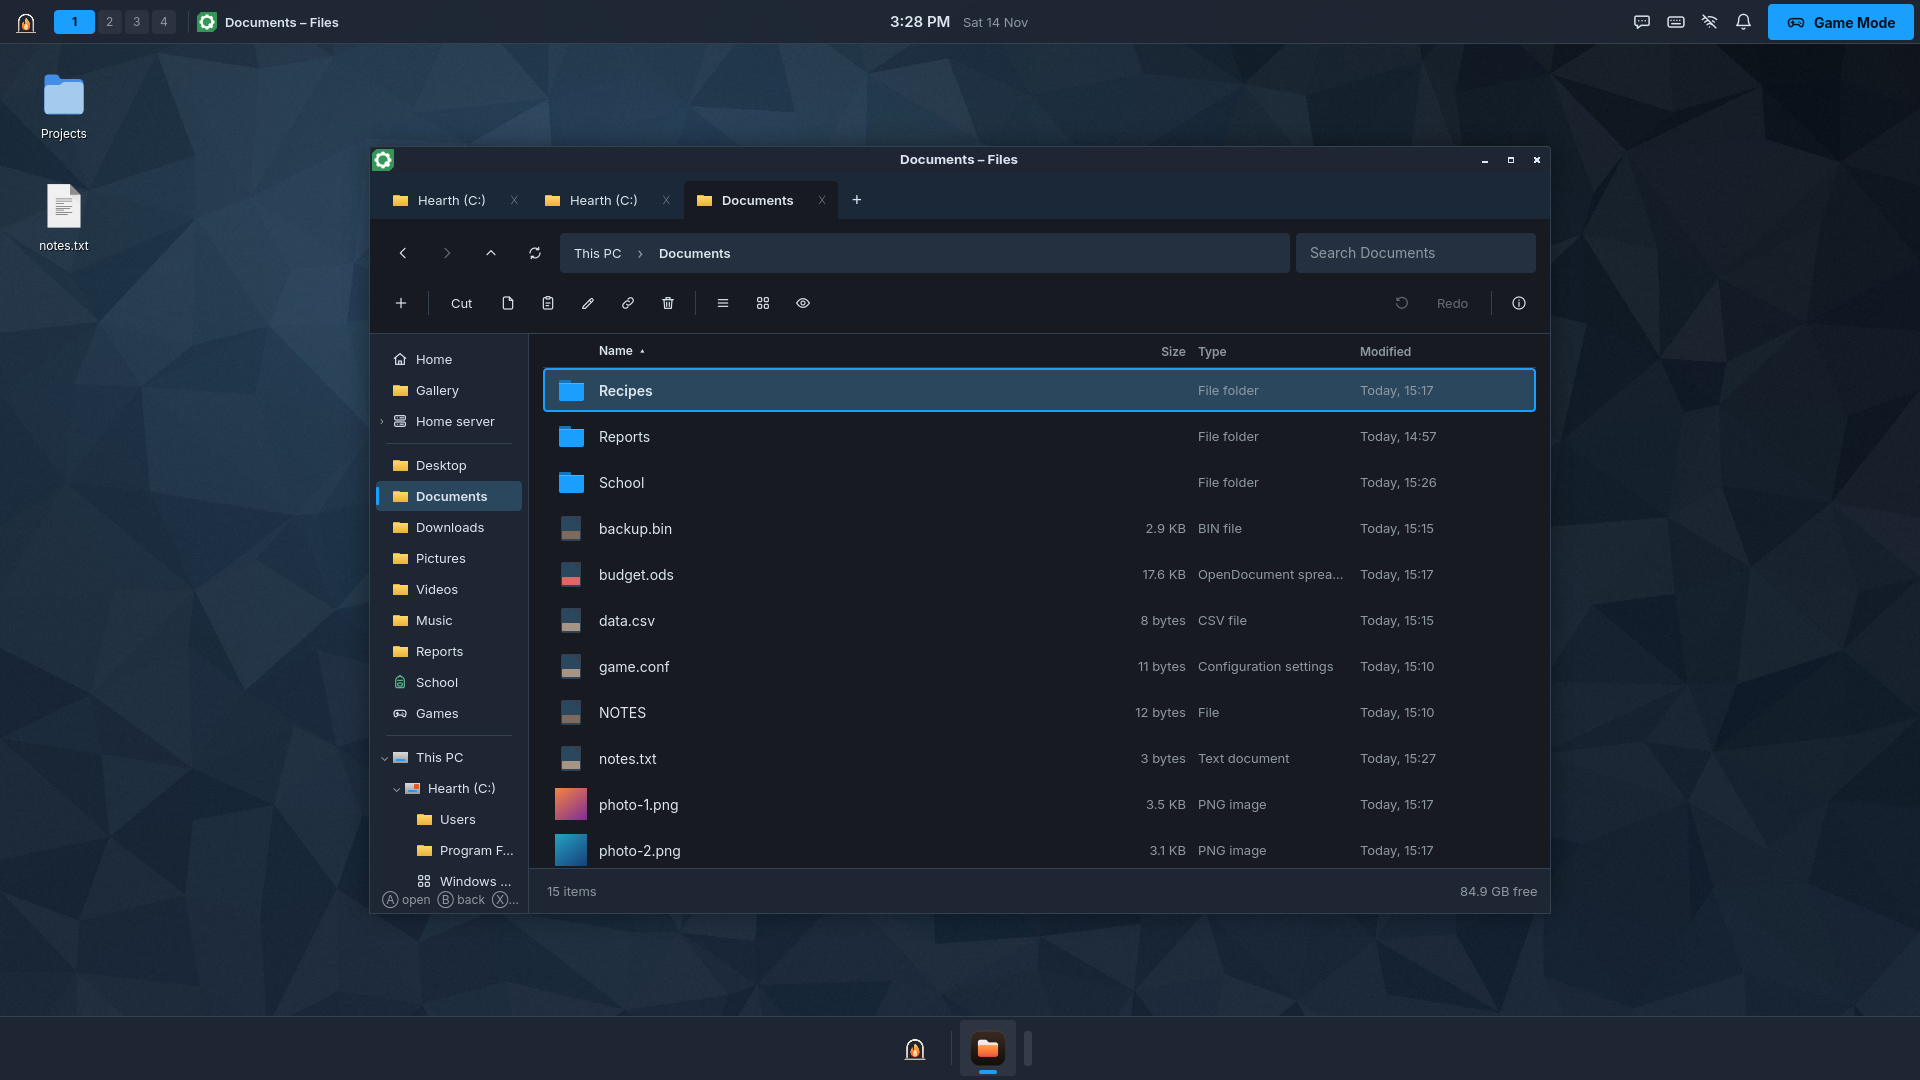 1 2 3 4 Documents – Files 3:28 PM Sat 14 Nov Game Mode
Projects
notes.txt
Documents – Files
Hearth (C:) X Hearth (C:) X Documents X +
This PC › Documents Search Documents
Cut Redo
Home
Gallery
Home server
Desktop
Documents
Downloads
Pictures
Videos
Music
Reports
School
Games
This PC
Hearth (C:)
Users
Program F...
Windows ...
A open B back X...
Name Size Type Modified
Recipes File folder Today, 15:17
Reports File folder Today, 14:57
School File folder Today, 15:26
backup.bin 2.9 KB BIN file Today, 15:15
budget.ods 17.6 KB OpenDocument sprea... Today, 15:17
data.csv 8 bytes CSV file Today, 15:15
game.conf 11 bytes Configuration settings Today, 15:10
NOTES 12 bytes File Today, 15:10
notes.txt 3 bytes Text document Today, 15:27
photo-1.png 3.5 KB PNG image Today, 15:17
photo-2.png 3.1 KB PNG image Today, 15:17
15 items 84.9 GB free